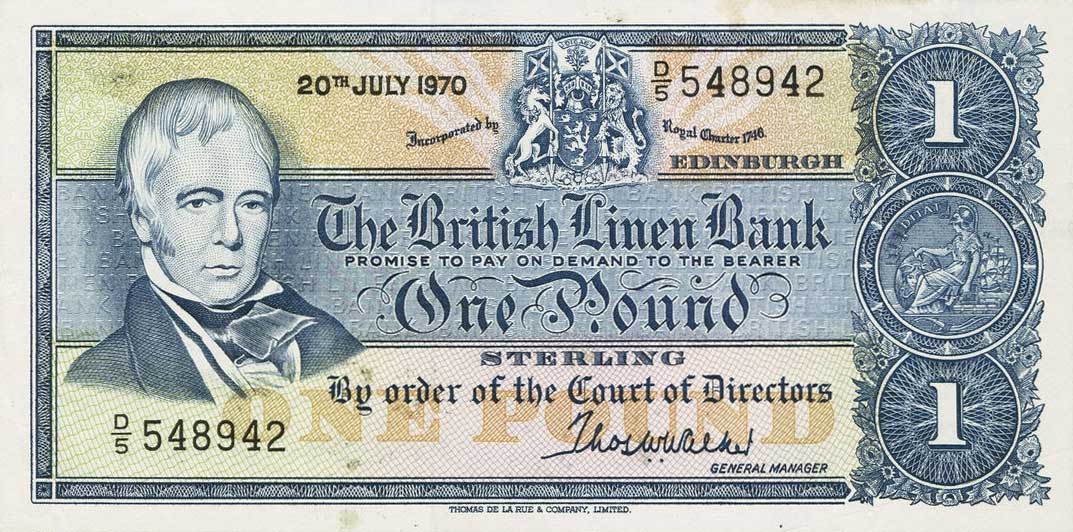 20TH JULY 1970
D/5 548942
Incorporated by Royal Charter 1746.
EDINBURGH
The British Linen Bank
PROMISE TO PAY ON DEMAND TO THE BEARER
One Pound
STERLING
By order of the Court of Directors
ONE POUND
D/5 548942
GENERAL MANAGER
THOMAS DE LA RUE & COMPANY, LIMITED.
1
1